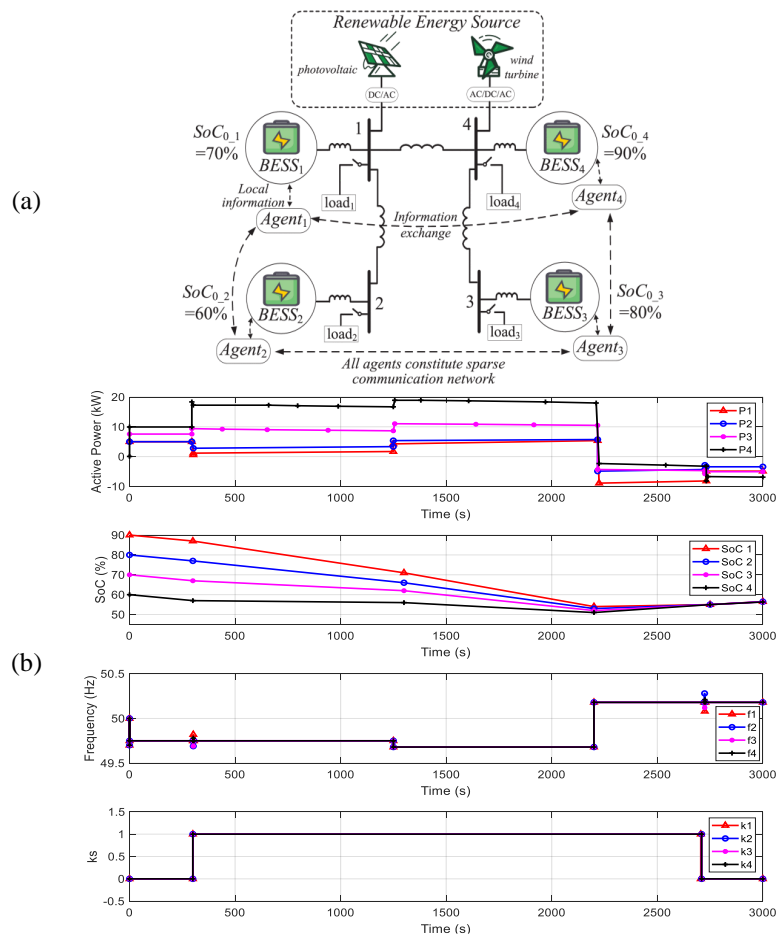 Renewable Energy Source
photovoltaic
wind
turbine
DC/AC
AC/DC/AC
SoC0_1
=70%
BESS1
1
4
BESS4
SoC0_4
=90%
Local
information
load1
load4
Agent1
Information
exchange
Agent4
(a)
SoC0_2
=60%
BESS2
2
3
BESS3
SoC0_3
=80%
load2
load3
Agent2
Agent3
All agents constitute sparse
communication network
20
10
0
-10
Active Power (kW)
P1
P2
P3
P4
0 500 1000 1500 2000 2500 3000
Time (s)
90
80
70
60
50
SoC (%)
SoC 1
SoC 2
SoC 3
SoC 4
0 500 1000 1500 2000 2500 3000
Time (s)
(b)
50.5
50
49.5
Frequency (Hz)
f1
f2
f3
f4
0 500 1000 1500 2000 2500 3000
Time (s)
1.5
1
0.5
0
-0.5
ks
k1
k2
k3
k4
0 500 1000 1500 2000 2500 3000
Time (s)